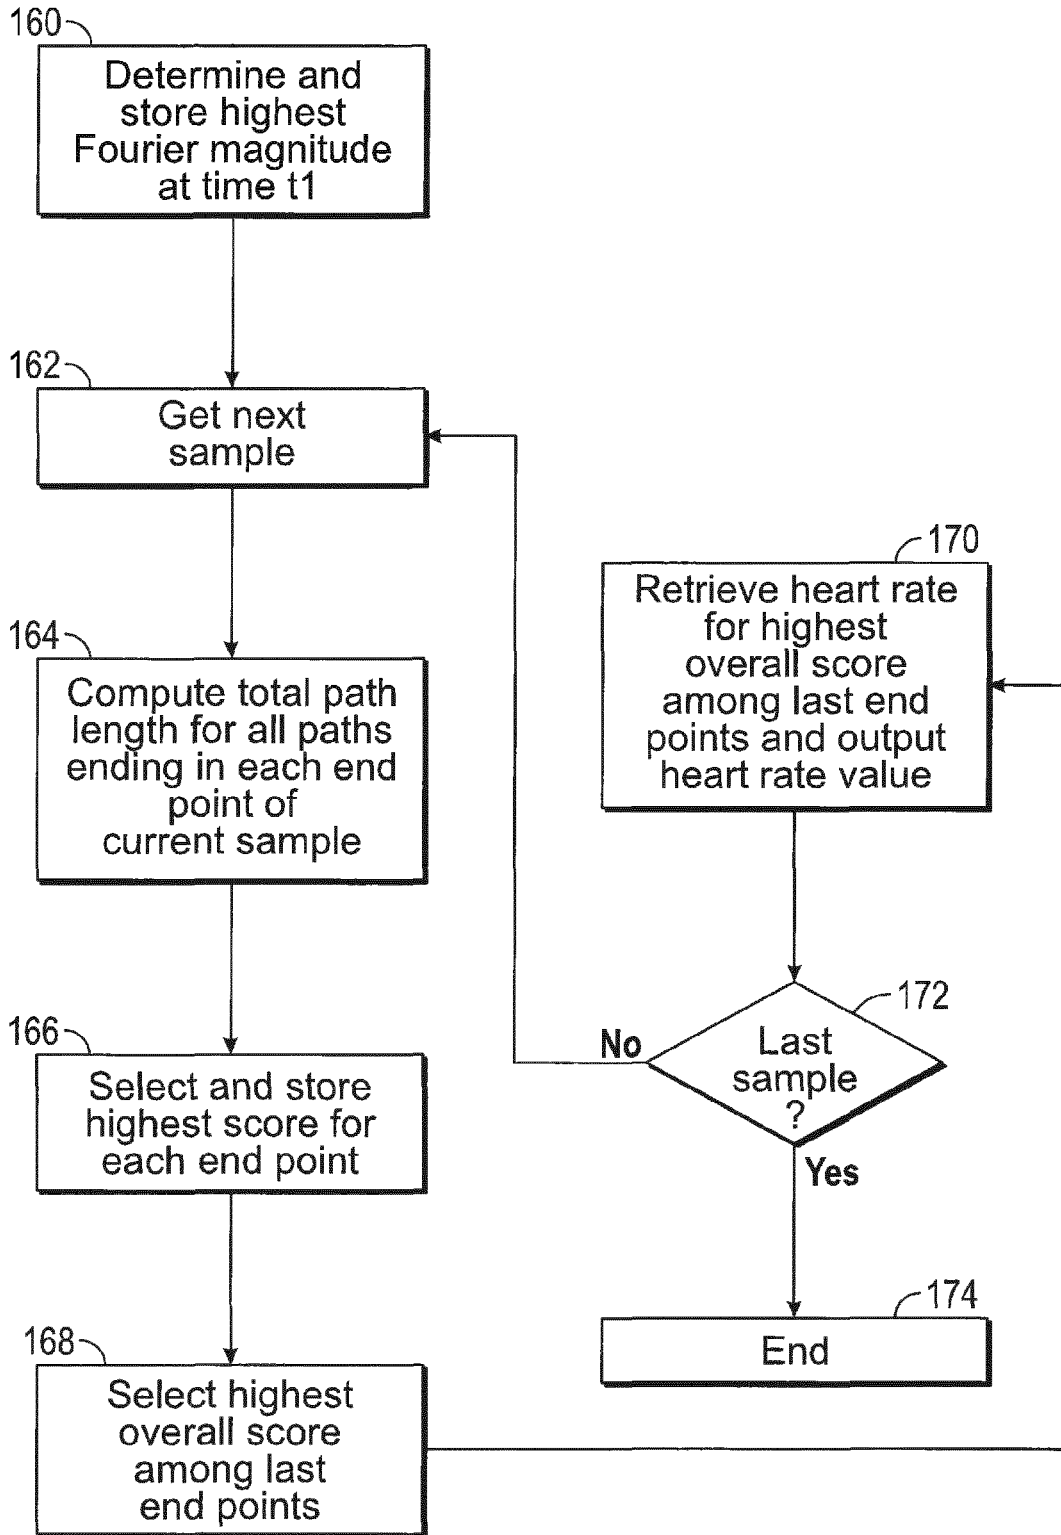 160
Determine and
store highest
Fourier magnitude
at time t1
162
Get next
sample
164
Compute total path
length for all paths
ending in each end
point of
current sample
166
Select and store
highest score for
each end point
168
Select highest
overall score
among last
end points
170
Retrieve heart rate
for highest
overall score
among last end
points and output
heart rate value
172
Last
sample
?
No
Yes
174
End